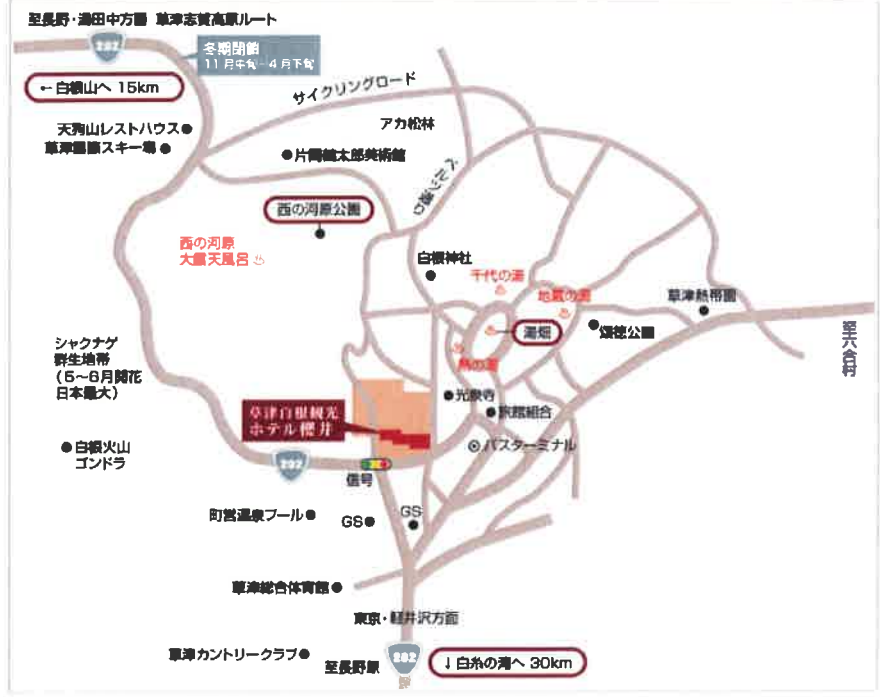 至長野・湯田中方面 草津志賀高原ルート
292
冬期閉鎖
11月中旬~4月下旬
←白根山へ 15km
サイクリングロード
アカ松林
天狗山レストハウス
草津国際スキー場
片岡鶴太郎美術館
ベルツ通り
西の河原公園
西の河原
大露天風呂
白根神社
千代の湯
地蔵の湯
草津熱帯圏
湯畑
頌徳公園
至六合村
熱の湯
シャクナゲ
群生地帯
(5~6月開花
日本最大)
光泉寺
旅館組合
草津白根観光
ホテル櫻井
バスターミナル
白根火山
ゴンドラ
292
信号
町営温泉プール
GS
GS
草津総合体育館
東京・軽井沢方面
草津カントリークラブ
至長野原
292
↓白糸の滝へ 30km